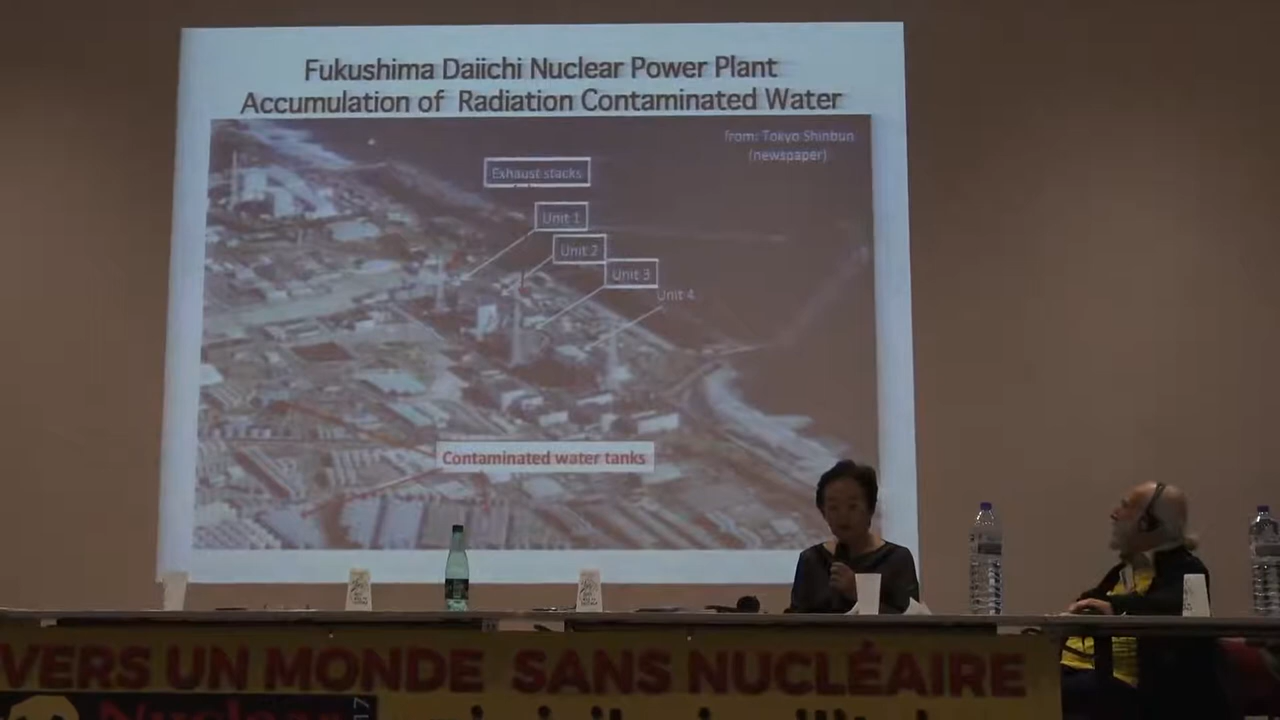 Fukushima Daiichi Nuclear Power Plant
Accumulation of Radiation Contaminated Water
from: Tokyo Shinbun
(newspaper)
Exhaust stacks
Unit 1
Unit 2
Unit 3
Unit 4
Contaminated water tanks
VERS UN MONDE SANS NUCLÉAIRE